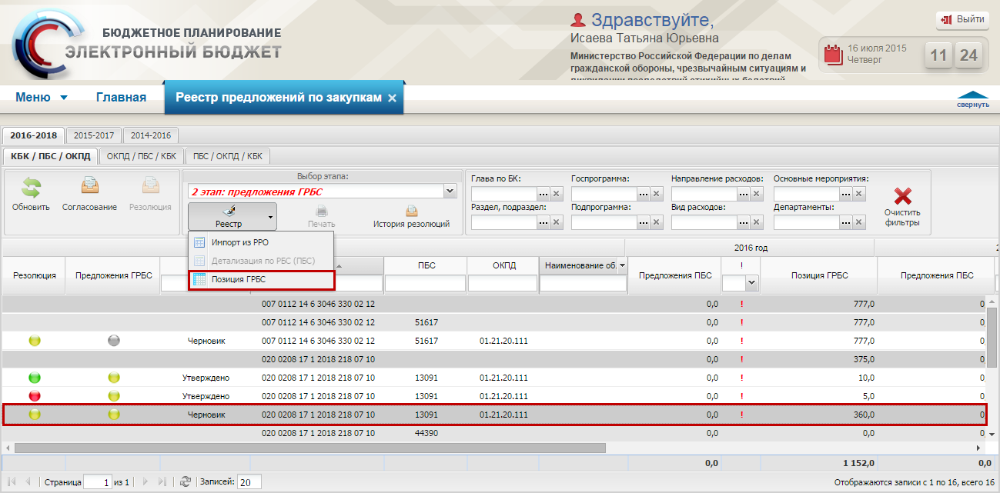 БЮДЖЕТНОЕ ПЛАНИРОВАНИЕ
ЭЛЕКТРОННЫЙ БЮДЖЕТ
Здравствуйте,
Исаева Татьяна Юрьевна
Министерство Российской Федерации по делам
гражданской обороны, чрезвычайным ситуациям и
ликвидации последствий стихийных бедствий
Выйти
16 июля 2015
Четверг
11 24
Меню Главная Реестр предложений по закупкам
свернуть
2016-2018 2015-2017 2014-2016
КБК / ПБС / ОКПД ОКПД / ПБС / КБК ПБС / ОКПД / КБК
Обновить Согласование Резолюция
Выбор этапа:
2 этап: предложения ГРБС
Реестр Печать История резолюций
Глава по БК: Госпрограмма: Направление расходов: Основные мероприятия:
Раздел, подраздел: Подпрограмма: Вид расходов: Департаменты:
Очистить
фильтры
Импорт из РРО
Детализация по РБС (ПБС)
Позиция ГРБС
2016 год 2
Резолюция Предложения ГРБС ПБС ОКПД Наименование об. Предложения ПБС ! Позиция ГРБС Предложения ПБС
007 0112 14 6 3046 330 02 12 0,0 ! 777,0 0,
007 0112 14 6 3046 330 02 12 51617 0,0 ! 777,0 0,
Черновик 007 0112 14 6 3046 330 02 12 51617 01.21.20.111 0,0 ! 777,0 0,
020 0208 17 1 2018 218 07 10 0,0 ! 375,0 0,
Утверждено 020 0208 17 1 2018 218 07 10 13091 01.21.20.111 0,0 ! 10,0 0,
Утверждено 020 0208 17 1 2018 218 07 10 13091 01.21.20.111 0,0 ! 5,0 0,
Черновик 020 0208 17 1 2018 218 07 10 13091 01.21.20.111 0,0 ! 360,0 0,
020 0208 17 1 2018 218 07 10 44390 0,0 0,0 0,
0,0 1 152,0 0,0
Страница 1 из 1 Записей: 20
Отображаются записи с 1 по 16, всего 16